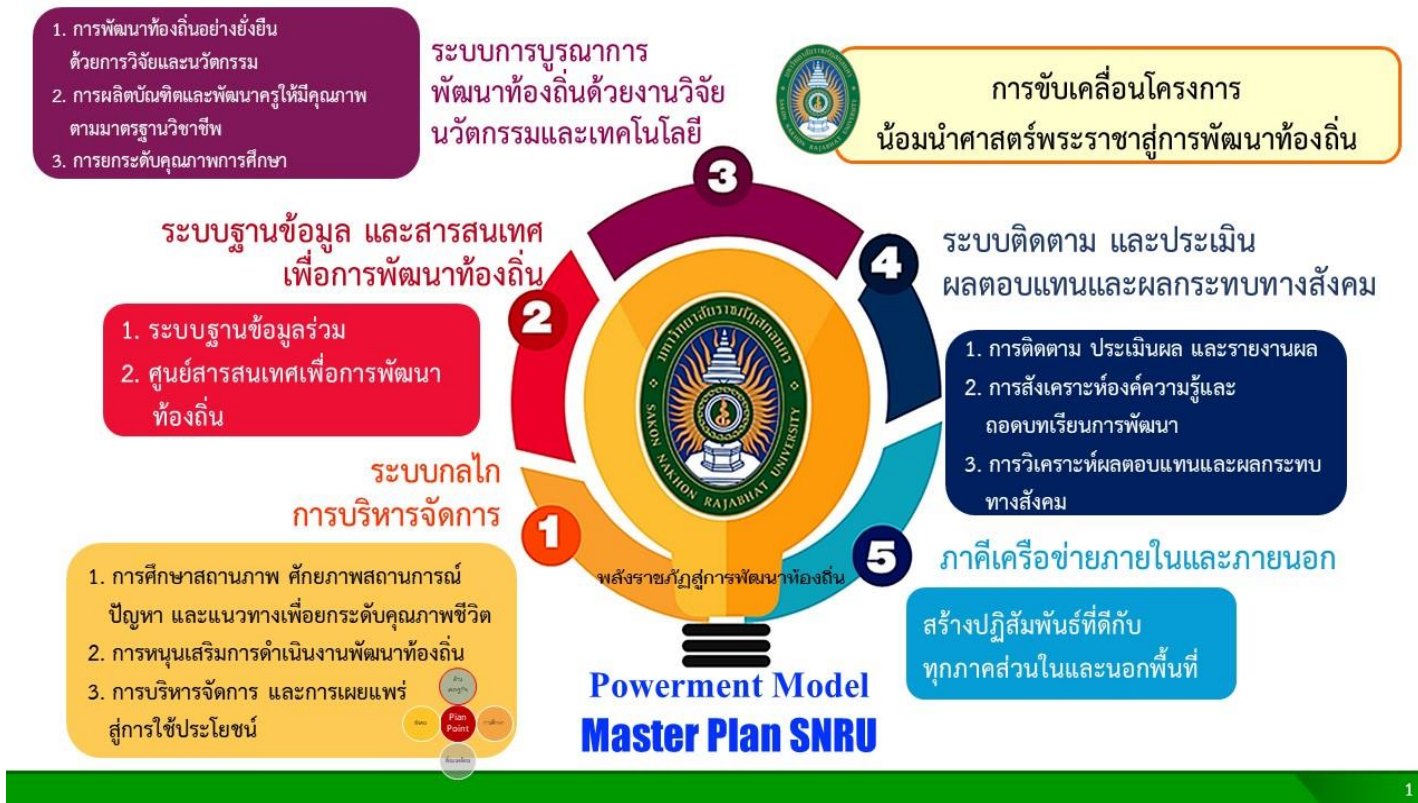 1. การพัฒนาท้องถิ่นอย่างยั่งยืน
ด้วยการวิจัยและนวัตกรรม
2. การผลิตบัณฑิตและพัฒนาครูให้มีคุณภาพ
ตามมาตรฐานวิชาชีพ
3. การยกระดับคุณภาพการศึกษา
ระบบการบูรณาการ
พัฒนาท้องถิ่นด้วยงานวิจัย
นวัตกรรมและเทคโนโลยี
การขับเคลื่อนโครงการ
น้อมนำศาสตร์พระราชาสู่การพัฒนาท้องถิ่น
3
ระบบฐานข้อมูล และสารสนเทศ
เพื่อการพัฒนาท้องถิ่น
2
1. ระบบฐานข้อมูลร่วม
2. ศูนย์สารสนเทศเพื่อการพัฒนา
ท้องถิ่น
4
ระบบติดตาม และประเมิน
ผลตอบแทนและผลกระทบทางสังคม
1. การติดตาม ประเมินผล และรายงานผล
2. การสังเคราะห์องค์ความรู้และ
ถอดบทเรียนการพัฒนา
3. การวิเคราะห์ผลตอบแทนและผลกระทบ
ทางสังคม
มหาวิทยาลัยราชภัฏสกลนคร
SAKON NAKHON RAJABHAT UNIVERSITY
ระบบกลไก
การบริหารจัดการ
1
1. การศึกษาสถานภาพ ศักยภาพสถานการณ์
ปัญหา และแนวทางเพื่อยกระดับคุณภาพชีวิต
2. การหนุนเสริมการดำเนินงานพัฒนาท้องถิ่น
3. การบริหารจัดการ และการเผยแพร่
สู่การใช้ประโยชน์
Plan
Point
5
ภาคีเครือข่ายภายในและภายนอก
สร้างปฏิสัมพันธ์ที่ดีกับ
ทุกภาคส่วนในและนอกพื้นที่
พลังราชภัฏสู่การพัฒนาท้องถิ่น
Powerment Model
Master Plan SNRU
1